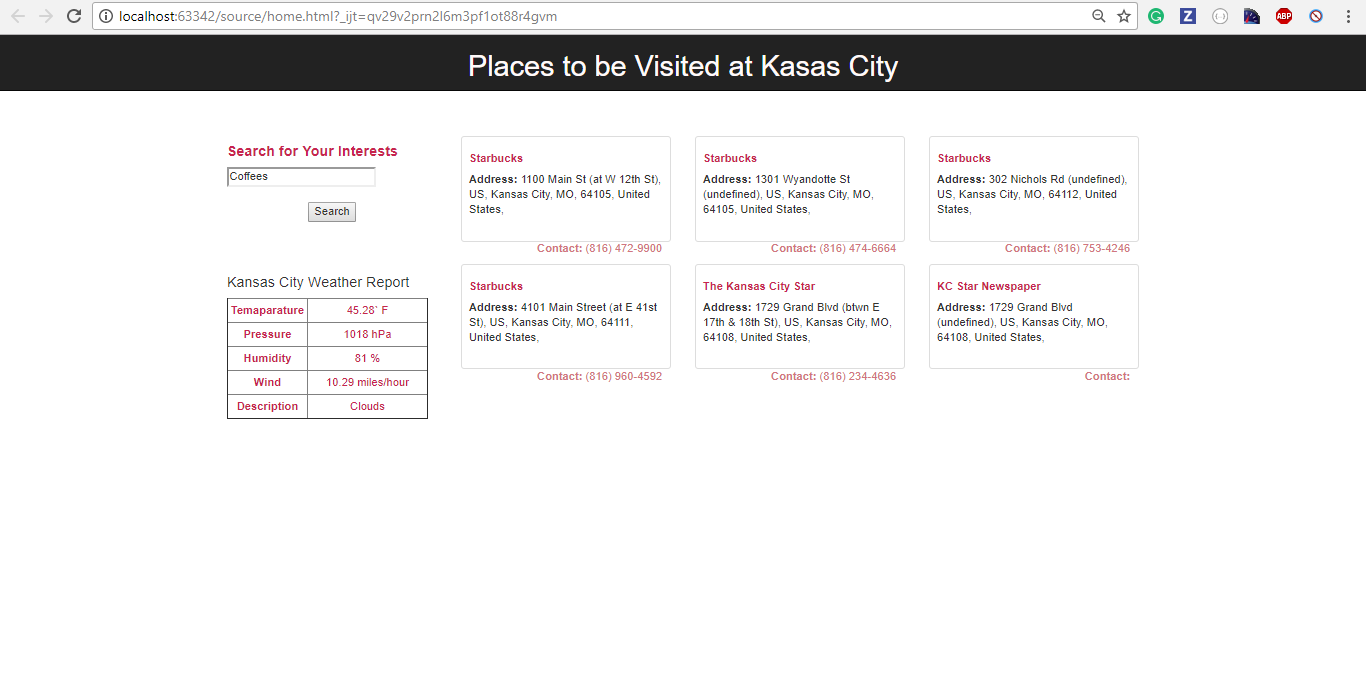 localhost:63342/source/home.html?_ijt=qv29v2prn2l6m3pf1ot88r4gvm
G
Z
ABP
Places to be Visited at Kasas City
Search for Your Interests
Coffees
Search
Kansas City Weather Report
Temaparature 45.28˚ F
Pressure 1018 hPa
Humidity 81 %
Wind 10.29 miles/hour
Description Clouds
Starbucks
Address: 1100 Main St (at W 12th St),
US, Kansas City, MO, 64105, United
States,
Contact: (816) 472-9900
Starbucks
Address: 1301 Wyandotte St
(undefined), US, Kansas City, MO,
64105, United States,
Contact: (816) 474-6664
Starbucks
Address: 302 Nichols Rd (undefined),
US, Kansas City, MO, 64112, United
States,
Contact: (816) 753-4246
Starbucks
Address: 4101 Main Street (at E 41st
St), US, Kansas City, MO, 64111,
United States,
Contact: (816) 960-4592
The Kansas City Star
Address: 1729 Grand Blvd (btwn E
17th & 18th St), US, Kansas City, MO,
64108, United States,
Contact: (816) 234-4636
KC Star Newspaper
Address: 1729 Grand Blvd
(undefined), US, Kansas City, MO,
64108, United States,
Contact: